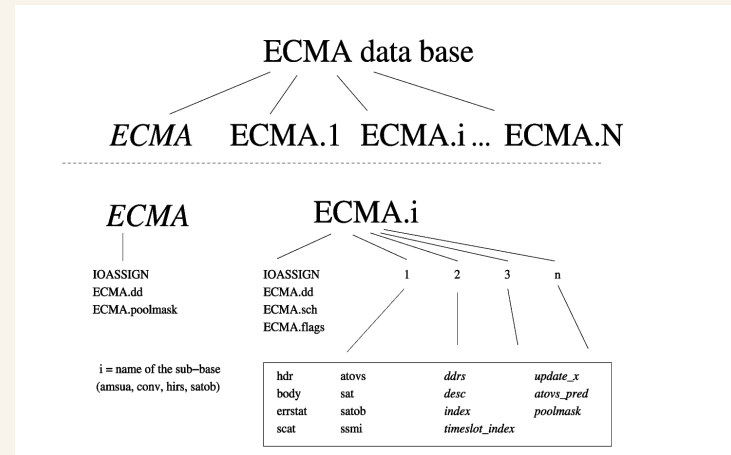 ECMA data base
ECMA ECMA.1 ECMA.i ... ECMA.N
ECMA
ECMA.i
IOASSIGN
ECMA.dd
ECMA.poolmask
IOASSIGN
ECMA.dd
ECMA.sch
ECMA.flags
1 2 3 n
i = name of the sub−base
(amsua, conv, hirs, satob)
hdr atovs ddrs update_x
body sat desc atovs_pred
errstat satob index poolmask
scat ssmi timeslot_index